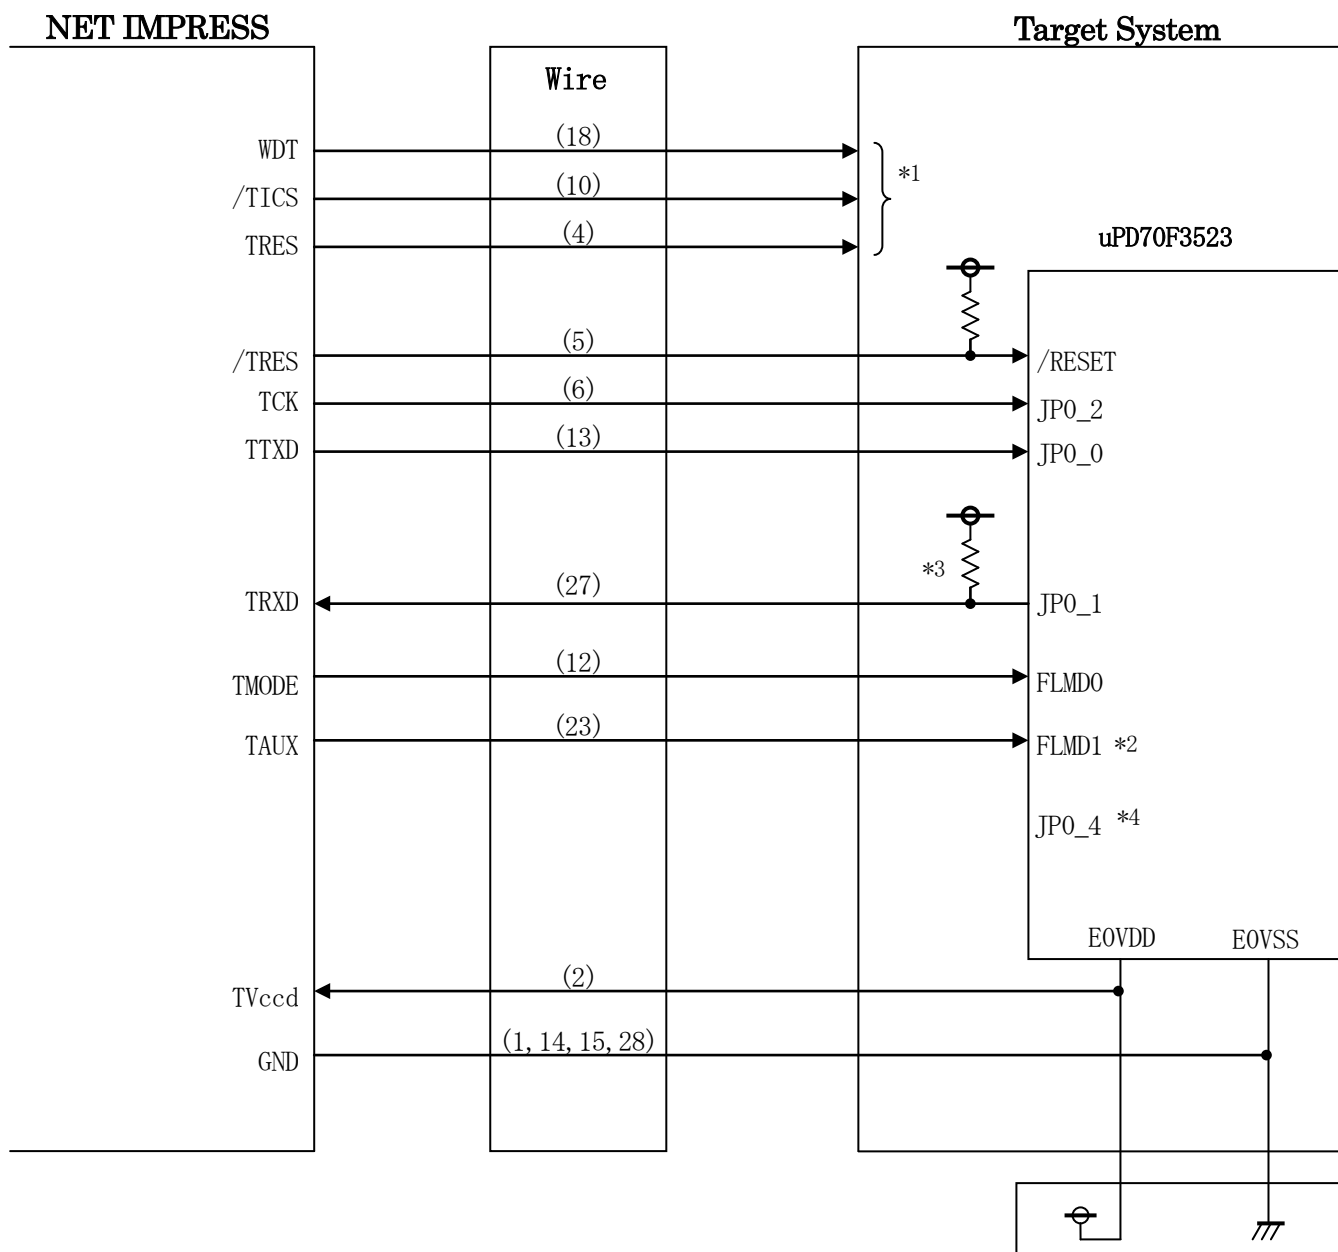 NET IMPRESS
Target System
Wire
WDT (18)
*1
/TICS (10)
TRES (4)
uPD70F3523
/TRES (5) /RESET
TCK (6) JP0_2
TTXD (13) JP0_0
*3
TRXD (27) JP0_1
TMODE (12) FLMD0
TAUX (23) FLMD1 *2
JP0_4 *4
E0VDD E0VSS
TVccd (2)
GND (1,14,15,28)